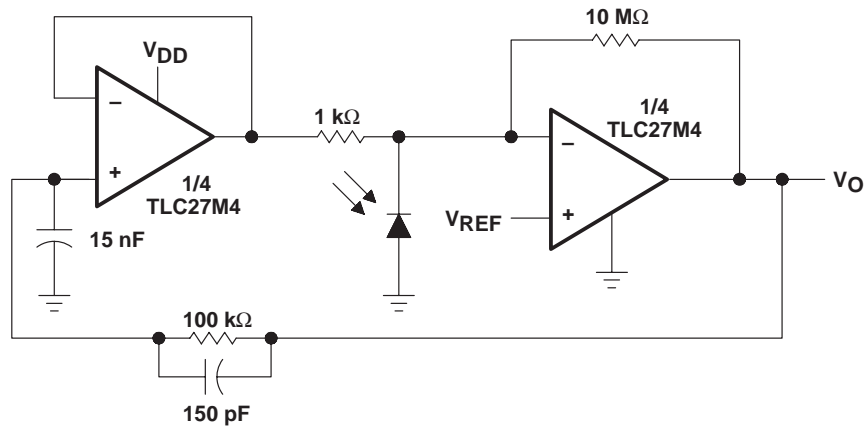 10 MΩ
VDD
−
+
1/4
TLC27M4
15 nF
1 kΩ
−
+
VREF
1/4
TLC27M4
VO
100 kΩ
150 pF